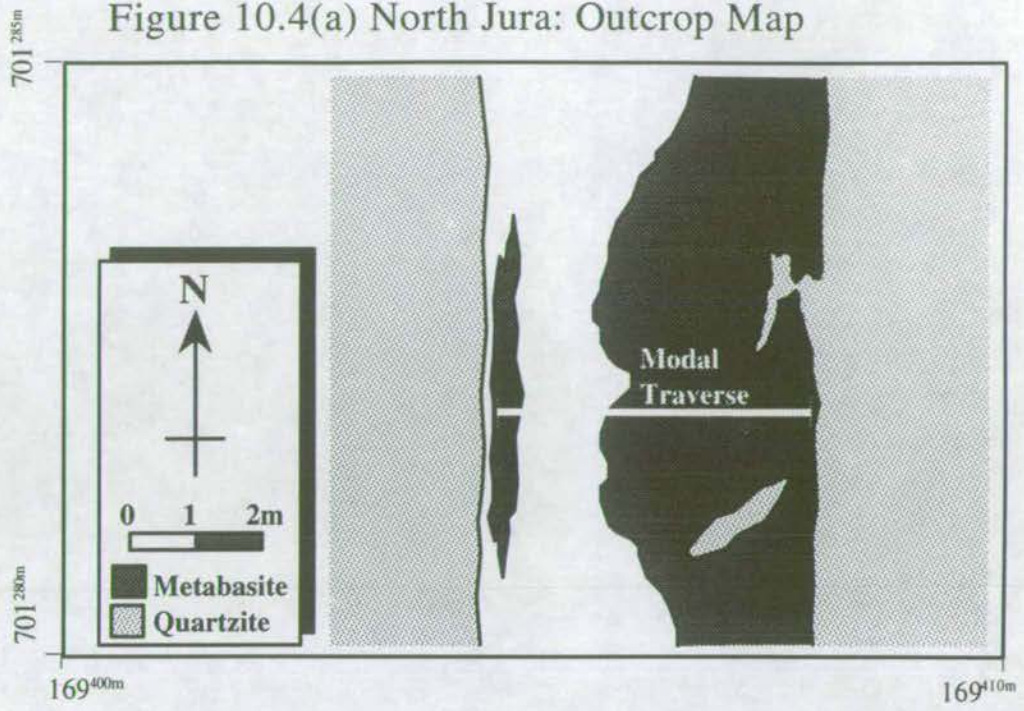 Figure 10.4(a) North Jura: Outcrop Map
701 285m
N
Modal
Traverse
0 1 2m
Metabasite
Quartzite
701 280m
169 400m
169 410m